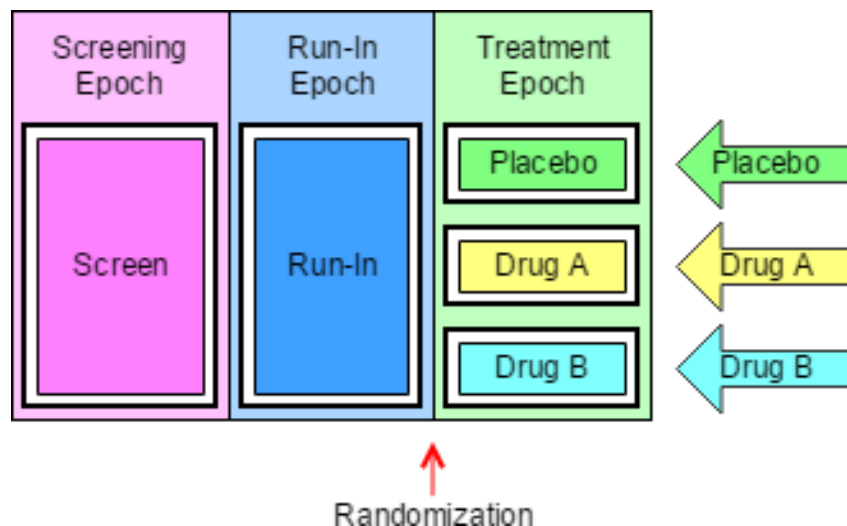 Screening
Epoch
Run-In
Epoch
Treatment
Epoch
Screen
Run-In
Placebo
Drug A
Drug B
Placebo
Drug A
Drug B
Randomization